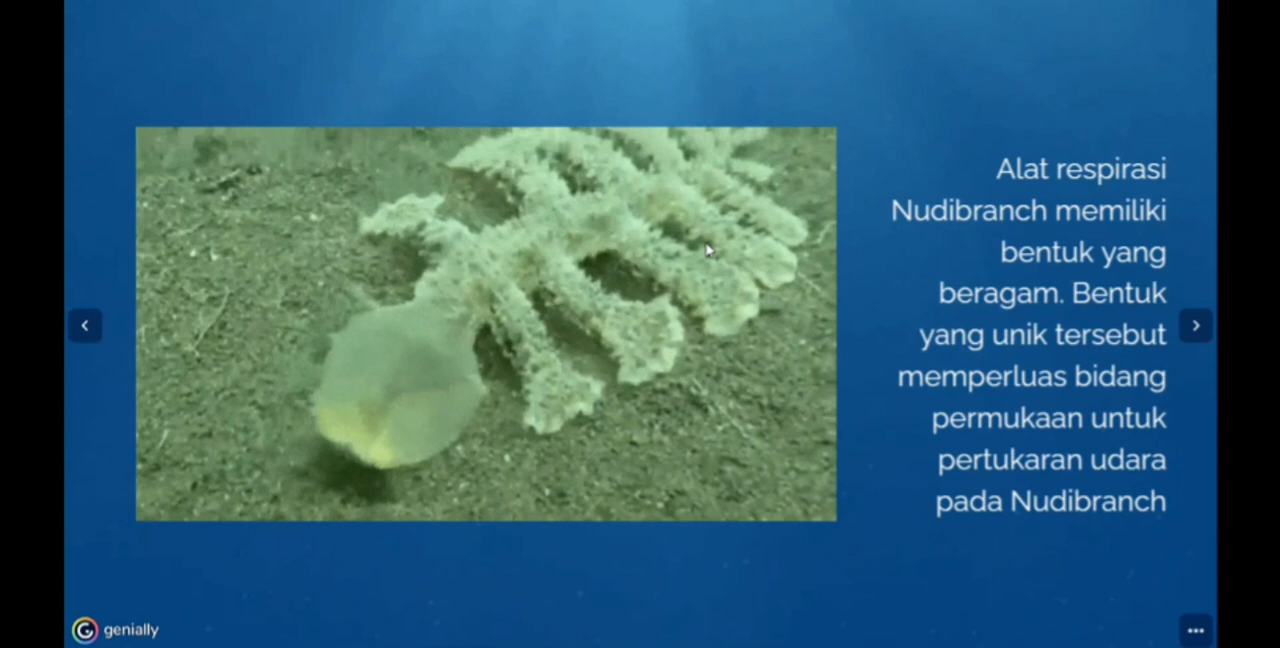 Alat respirasi
Nudibranch memiliki
bentuk yang
beragam. Bentuk
yang unik tersebut
memperluas bidang
permukaan untuk
pertukaran udara
pada Nudibranch
genially